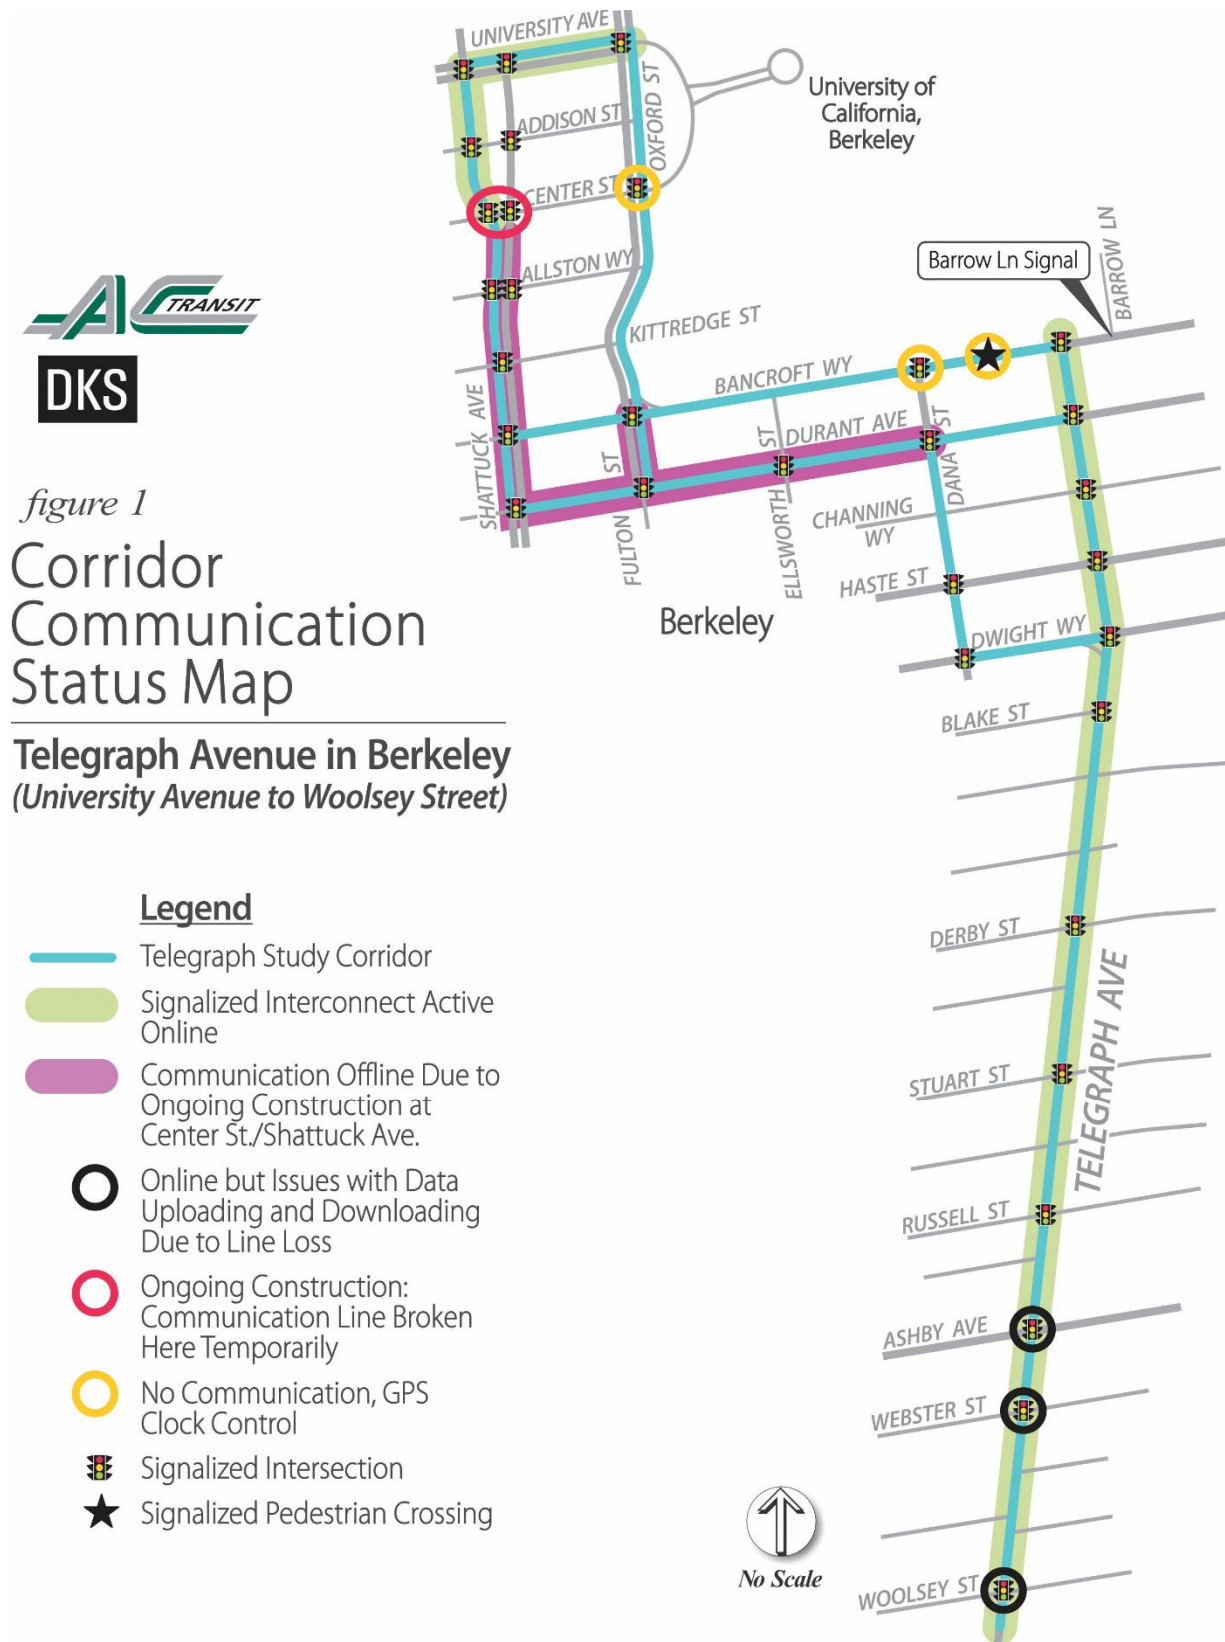 UNIVERSITY AVE
ADDISON ST
OXFORD ST
University of
California,
Berkeley
CENTER ST
BARROW LN
Barrow Ln Signal
ALLSTON WY
AC TRANSIT
KITTREDGE ST
DKS
BANCROFT WY
SHATTUCK AVE
DURANT AVE
DANA ST
FULTON ST
ELLSWORTH ST
CHANNING
WY
HASTE ST
figure 1
Corridor
Communication
Status Map
Berkeley
DWIGHT WY
BLAKE ST
Telegraph Avenue in Berkeley
(University Avenue to Woolsey Street)
DERBY ST
TELEGRAPH AVE
STUART ST
RUSSELL ST
ASHBY AVE
WEBSTER ST
WOOLSEY ST
Legend
Telegraph Study Corridor
Signalized Interconnect Active
Online
Communication Offline Due to
Ongoing Construction at
Center St./Shattuck Ave.
Online but Issues with Data
Uploading and Downloading
Due to Line Loss
Ongoing Construction:
Communication Line Broken
Here Temporarily
No Communication, GPS
Clock Control
Signalized Intersection
Signalized Pedestrian Crossing
No Scale